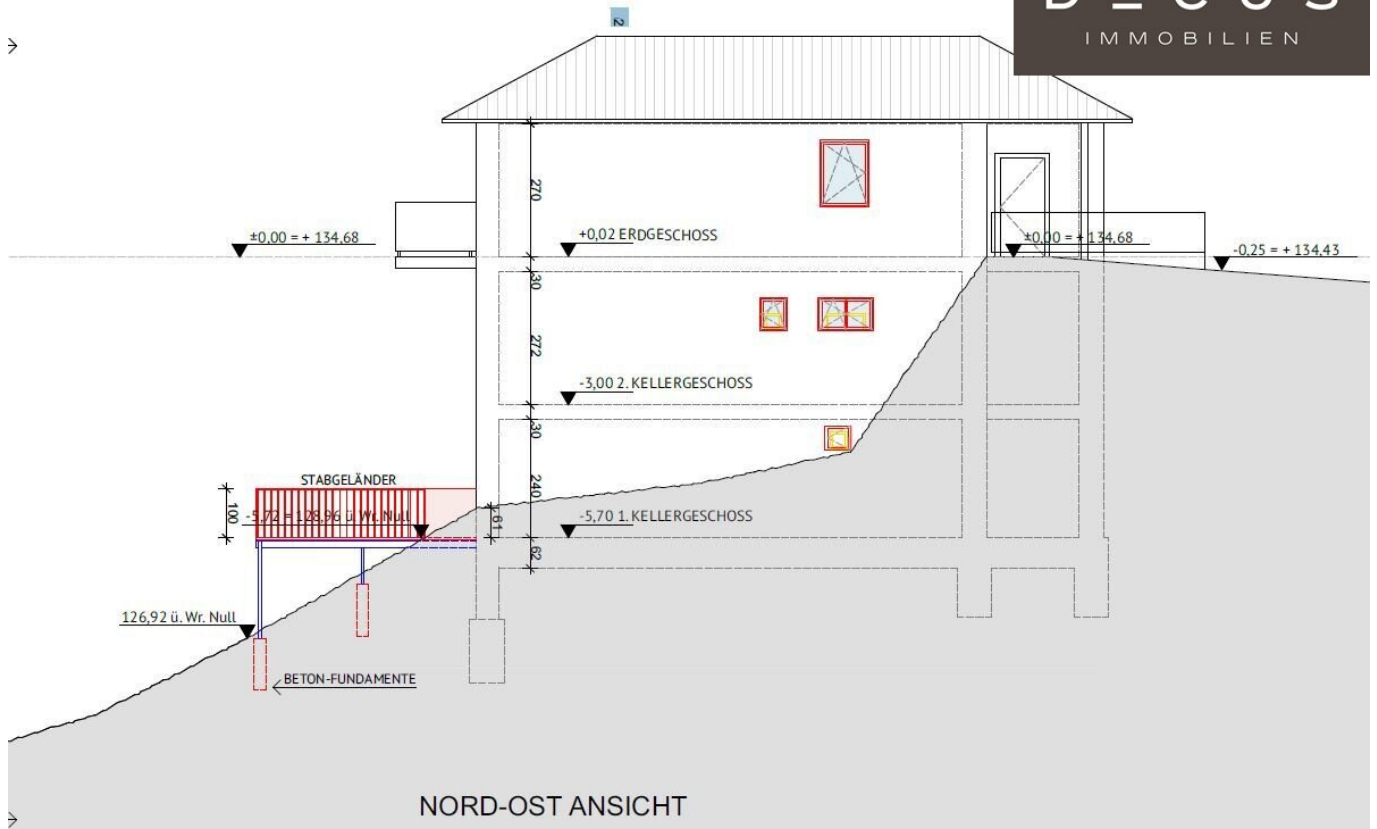 2
DECUS
IMMOBILIEN
270
±0,00 = + 134,68
+0,02 ERDGESCHOSS
±0,00 = + 134,68
-0,25 = + 134,43
30
272
-3,00 2. KELLERGESCHOSS
30
STABGELÄNDER
240
100
-5,72 = 128,96 ü. Wr. Null
61
-5,70 1. KELLERGESCHOSS
62
126,92 ü. Wr. Null
BETON-FUNDAMENTE
NORD-OST ANSICHT